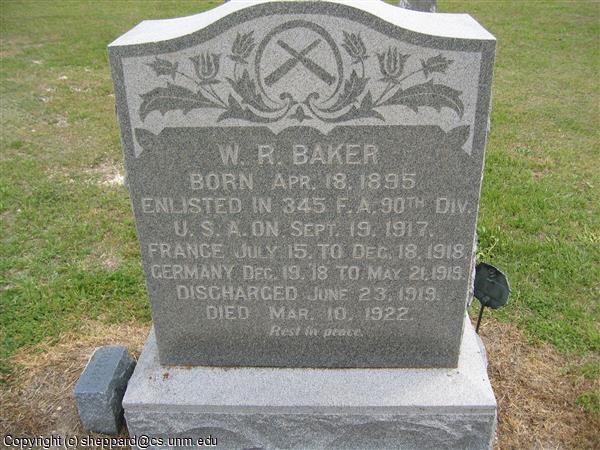 W. R. BAKER
BORN APR. 18, 1895
ENLISTED IN 345 F. A. 90TH DIV.
U. S. A. ON SEPT. 19, 1917.
FRANCE JULY 15, TO DEC. 18, 1918.
GERMANY DEC. 19, 18 TO MAY 21, 1919.
DISCHARGED JUNE 23, 1919.
DIED MAR. 10, 1922.
Rest in peace.
Copyright (c) sheppard@cs.unm.edu